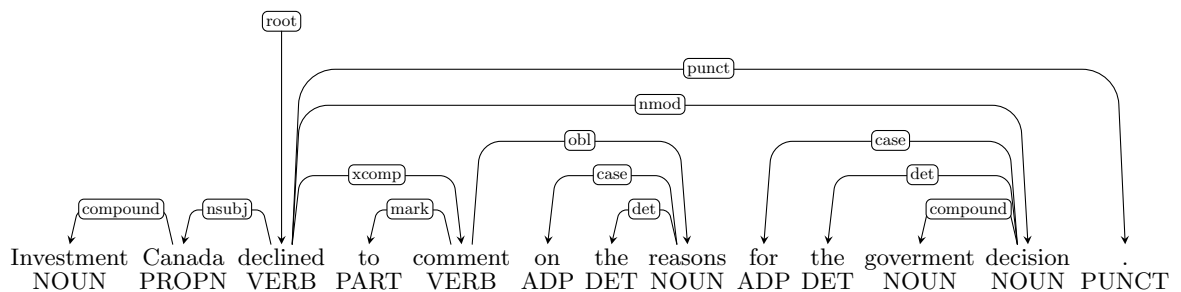 root
punct
nmod
obl case
xcomp case det
compound nsubj mark det compound
Investment Canada declined to comment on the reasons for the goverment decision .
NOUN PROPN VERB PART VERB ADP DET NOUN ADP DET NOUN NOUN PUNCT